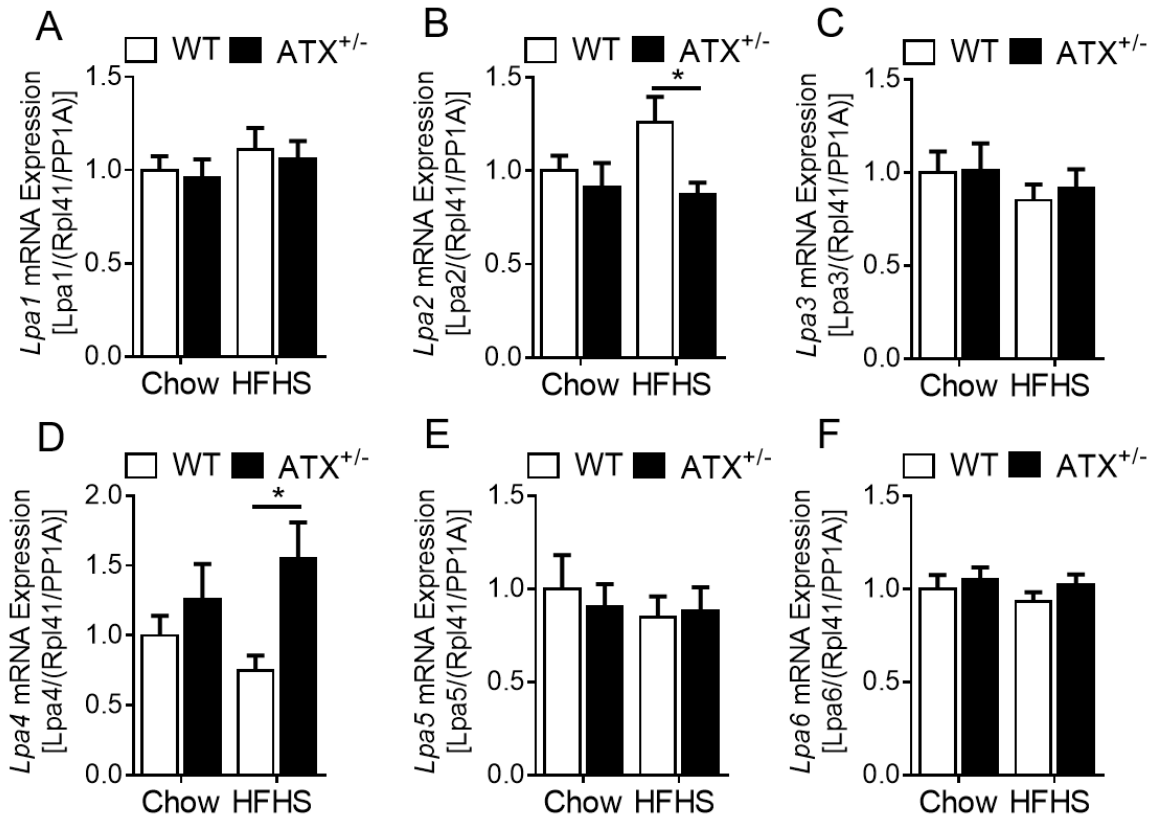 A
WT ATX+/-
Lpa1 mRNA Expression
[Lpa1/(Rpl41/PP1A)]
1.5
1.0
0.5
0.0
Chow HFHS
B
WT ATX+/-
Lpa2 mRNA Expression
[Lpa2/(Rpl41/PP1A)]
1.5
1.0
0.5
0.0
*
Chow HFHS
C
WT ATX+/-
Lpa3 mRNA Expression
[Lpa3/(Rpl41/PP1A)]
1.5
1.0
0.5
0.0
Chow HFHS
D
WT ATX+/-
Lpa4 mRNA Expression
[Lpa4/(Rpl41/PP1A)]
2.0
1.5
1.0
0.5
0.0
*
Chow HFHS
E
WT ATX+/-
Lpa5 mRNA Expression
[Lpa5/(Rpl41/PP1A)]
1.5
1.0
0.5
0.0
Chow HFHS
F
WT ATX+/-
Lpa6 mRNA Expression
[Lpa6/(Rpl41/PP1A)]
1.5
1.0
0.5
0.0
Chow HFHS